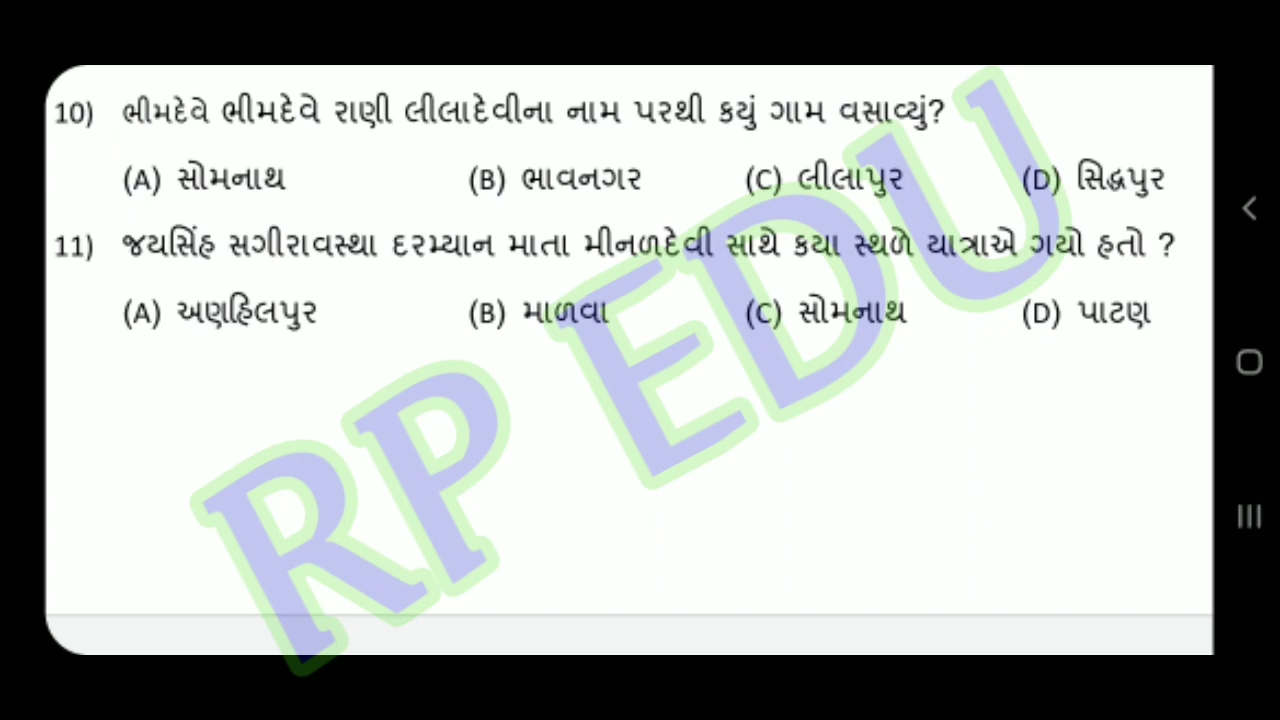 10) ભીમદેવે ભીમદેવે રાણી લીલાદેવીના નામ પરથી કયું ગામ વસાવ્યું?
(A) સોમનાથ (B) ભાવનગર (C) લીલાપુર (D) સિદ્ધપુર
11) જયસિંહ સગીરાવસ્થા દરમ્યાન માતા મીનળદેવી સાથે કયા સ્થળે યાત્રાએ ગયો હતો ?
(A) અણહિલપુર (B) માળવા (C) સોમનાથ (D) પાટણ
RP EDU